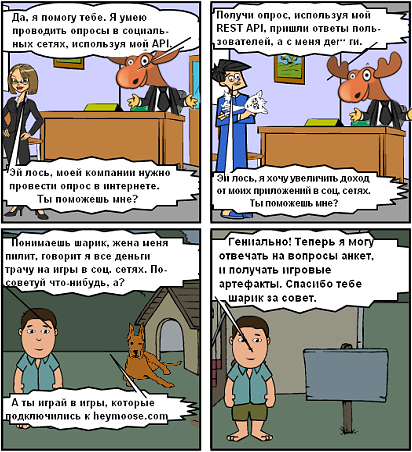 Да, я помогу тебе. Я умею
проводить опросы в социаль-
ных сетях, используя мой API.
Эй лось, моей компании нужно
провести опрос в интернете.
Ты поможешь мне?
Получи опрос, используя мой
REST API, пришли ответы поль-
зователей, а с меня деньги.
Эй лось, я хочу увеличить доход
от моих приложений в соц. сетях.
Ты поможешь мне?
Понимаешь шарик, жена меня
пилит, говорит я все деньги
трачу на игры в соц. сетях. По-
советуй что-нибудь, а?
А ты играй в игры, которые
подключились к heymoose.com
Гениально! Теперь я могу
отвечать на вопросы анкет,
и получать игровые
артефакты. Спасибо тебе
шарик за совет.